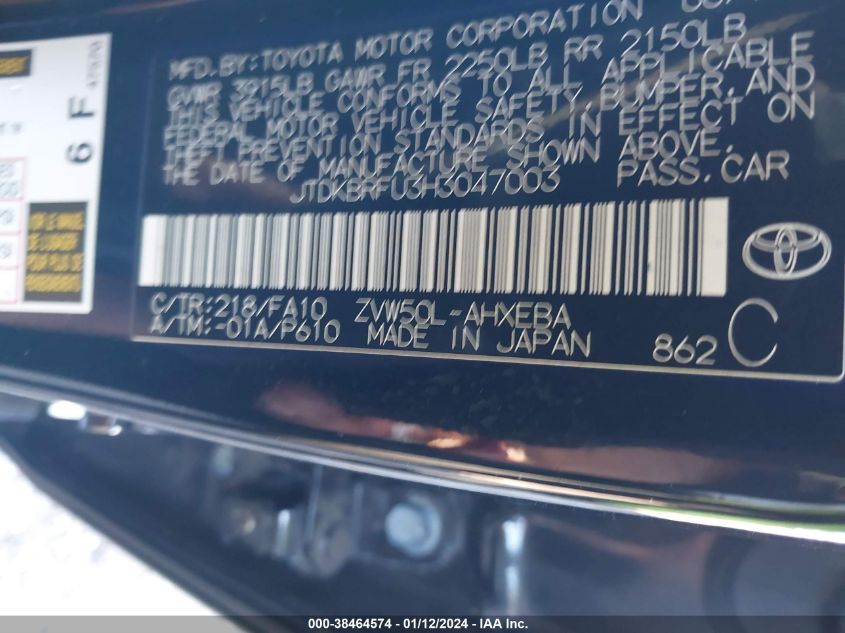 MFD.BY:TOYOTA MOTOR CORPORATION
GVWR 3915LB GAWR FR 2250LB RR 2150LB
THIS VEHICLE CONFORMS TO ALL APPLICABLE
FEDERAL MOTOR VEHICLE SAFETY,BUMPER,AND
THEFT PREVENTION STANDARDS IN EFFECT ON
THE DATE OF MANUFACTURE SHOWN ABOVE.
JTDKBRFU3H3047003 PASS.CAR
C/TR:218/FA10 ZVW50L-AHXEBA
A/TM:-01A/P610 MADE IN JAPAN 862 C
6 F
000-38464574 - 01/12/2024 - IAA Inc.